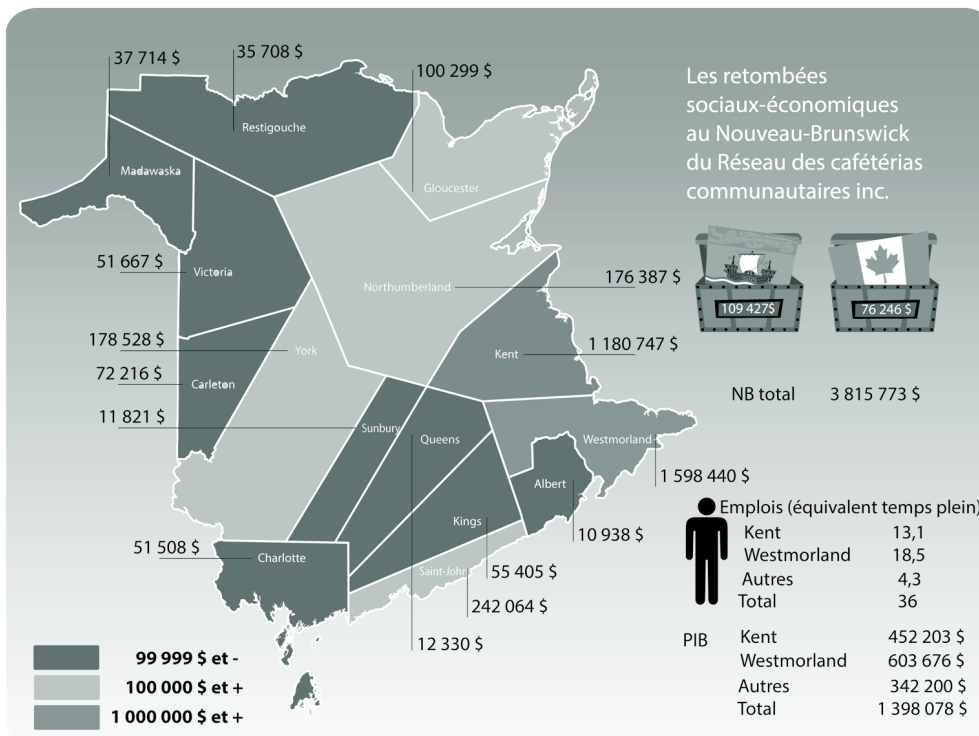 37 714 $
35 708 $
100 299 $
Restigouche
Madawaska
Gloucester
51 667 $
Victoria
Northumberland
176 387 $
178 528 $
York
Kent
1 180 747 $
72 216 $
Carleton
11 821 $
Sunbury
Queens
Westmorland
1 598 440 $
Albert
Kings
10 938 $
51 508 $
Charlotte
Saint-John
55 405 $
242 064 $
12 330 $
99 999 $ et -
100 000 $ et +
1 000 000 $ et +
Les retombées
sociaux-économiques
au Nouveau-Brunswick
du Réseau des cafétérias
communautaires inc.
109 427$
76 246 $
NB total 3 815 773 $
Emplois (équivalent temps plein)
Kent 13,1
Westmorland 18,5
Autres 4,3
Total 36
PIB Kent 452 203 $
Westmorland 603 676 $
Autres 342 200 $
Total 1 398 078 $